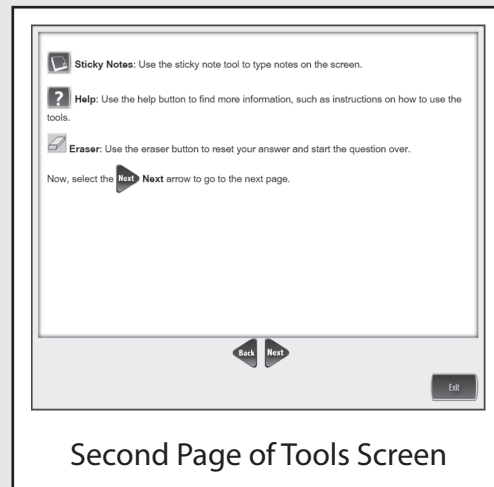 Sticky Notes: Use the sticky note tool to type notes on the screen.
? Help: Use the help button to find more information, such as instructions on how to use the
tools.
Eraser: Use the eraser button to reset your answer and start the question over.
Now, select the Next Next arrow to go to the next page.
Back Next
Exit
Second Page of Tools Screen